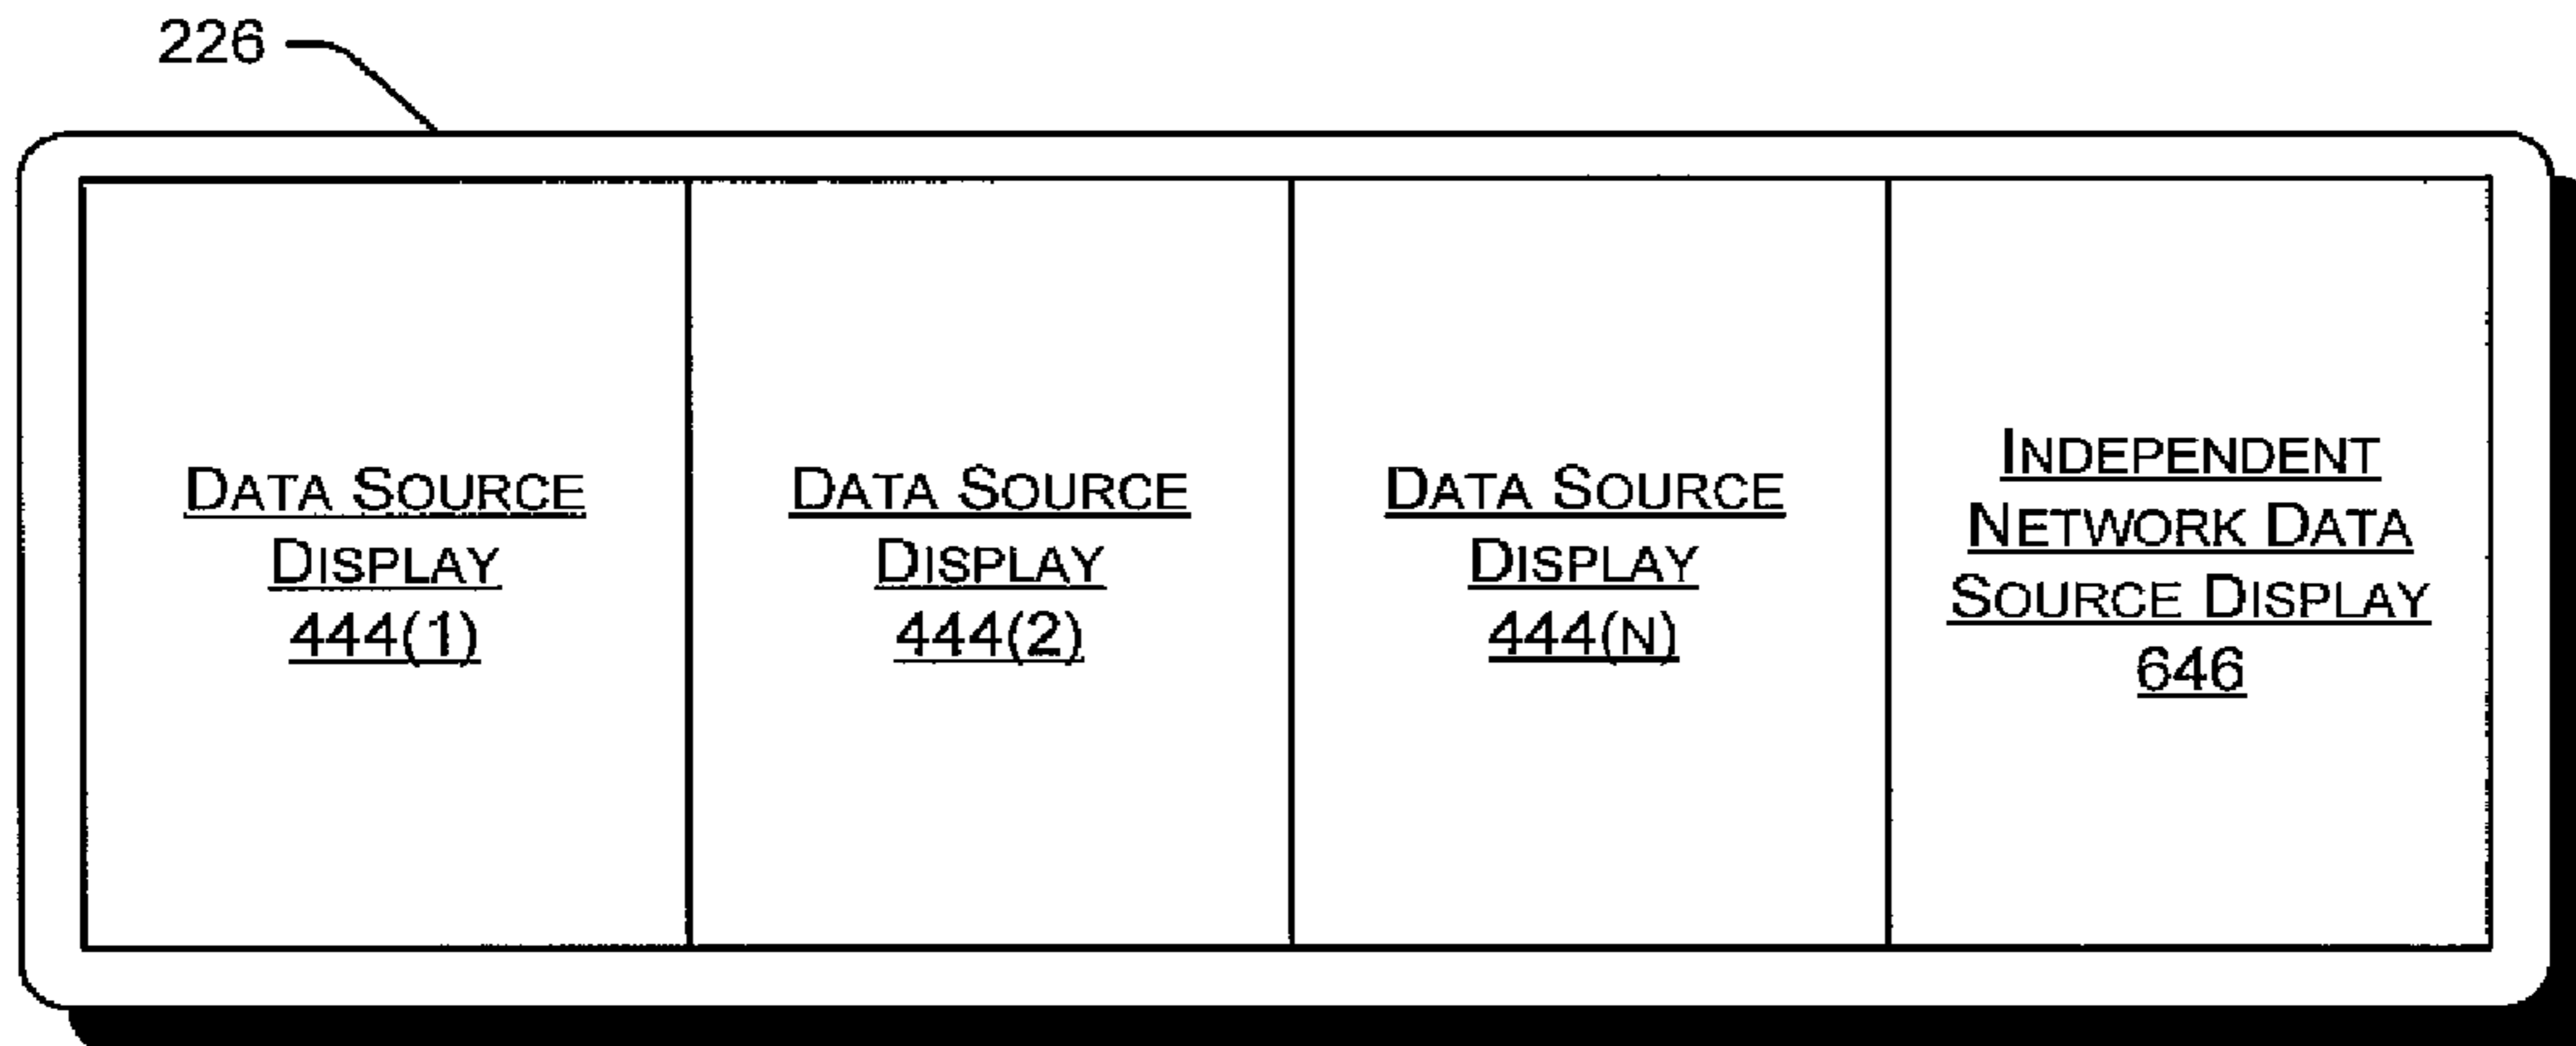 226
DATA SOURCE
DISPLAY
444(1)
DATA SOURCE
DISPLAY
444(2)
DATA SOURCE
DISPLAY
444(N)
INDEPENDENT
NETWORK DATA
SOURCE DISPLAY
646